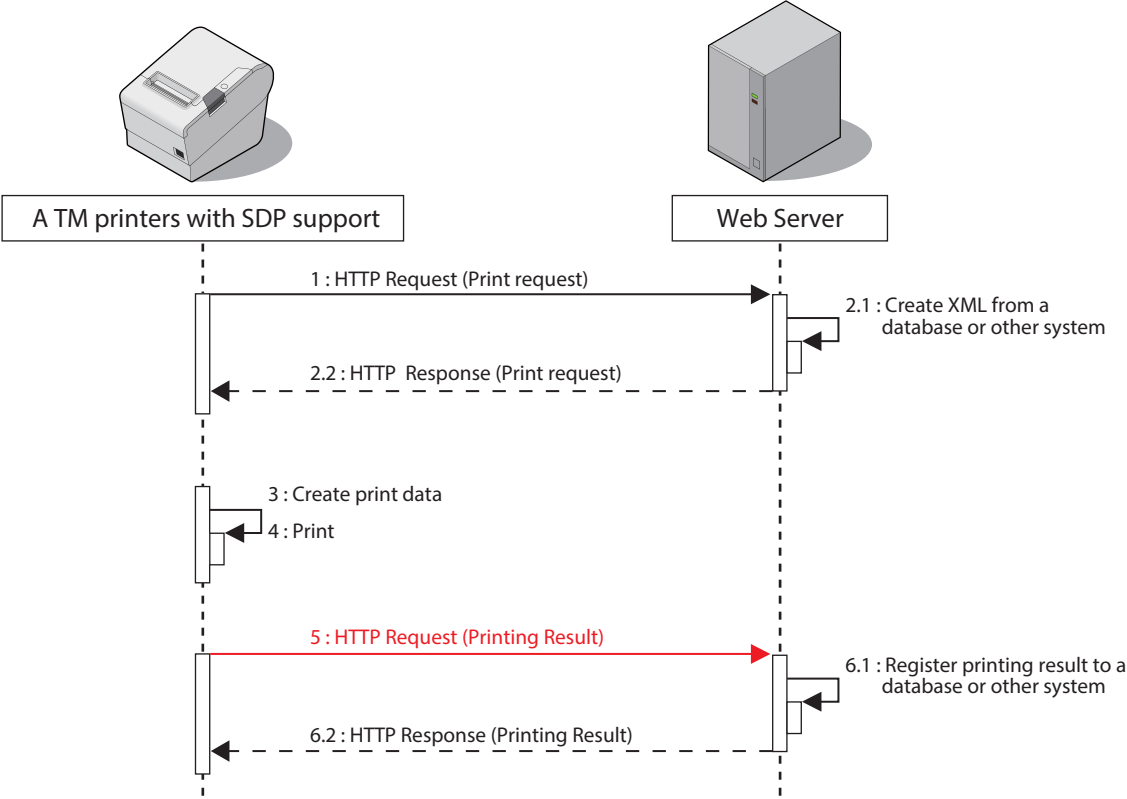 A TM printers with SDP support
Web Server
1 : HTTP Request (Print request)
2.1 : Create XML from a
database or other system
2.2 : HTTP Response (Print request)
3 : Create print data
4 : Print
5 : HTTP Request (Printing Result)
6.1 : Register printing result to a
database or other system
6.2 : HTTP Response (Printing Result)